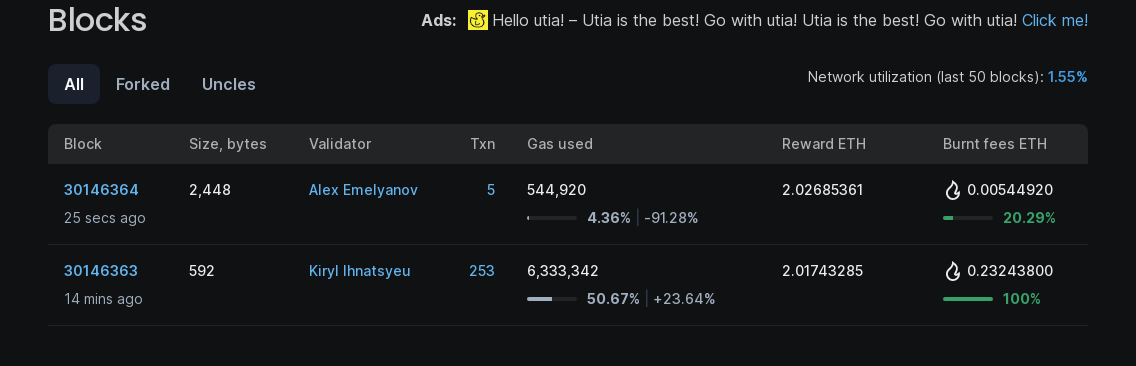 Blocks
Ads: Hello utia! – Utia is the best! Go with utia! Utia is the best! Go with utia! Click me!
All Forked Uncles
Network utilization (last 50 blocks): 1.55%
Block Size, bytes Validator Txn Gas used Reward ETH Burnt fees ETH
30146364 2,448 Alex Emelyanov 5 544,920 2.02685361 0.00544920
25 secs ago 4.36% | -91.28% 20.29%
30146363 592 Kiryl Ihnatsyeu 253 6,333,342 2.01743285 0.23243800
14 mins ago 50.67% | +23.64% 100%